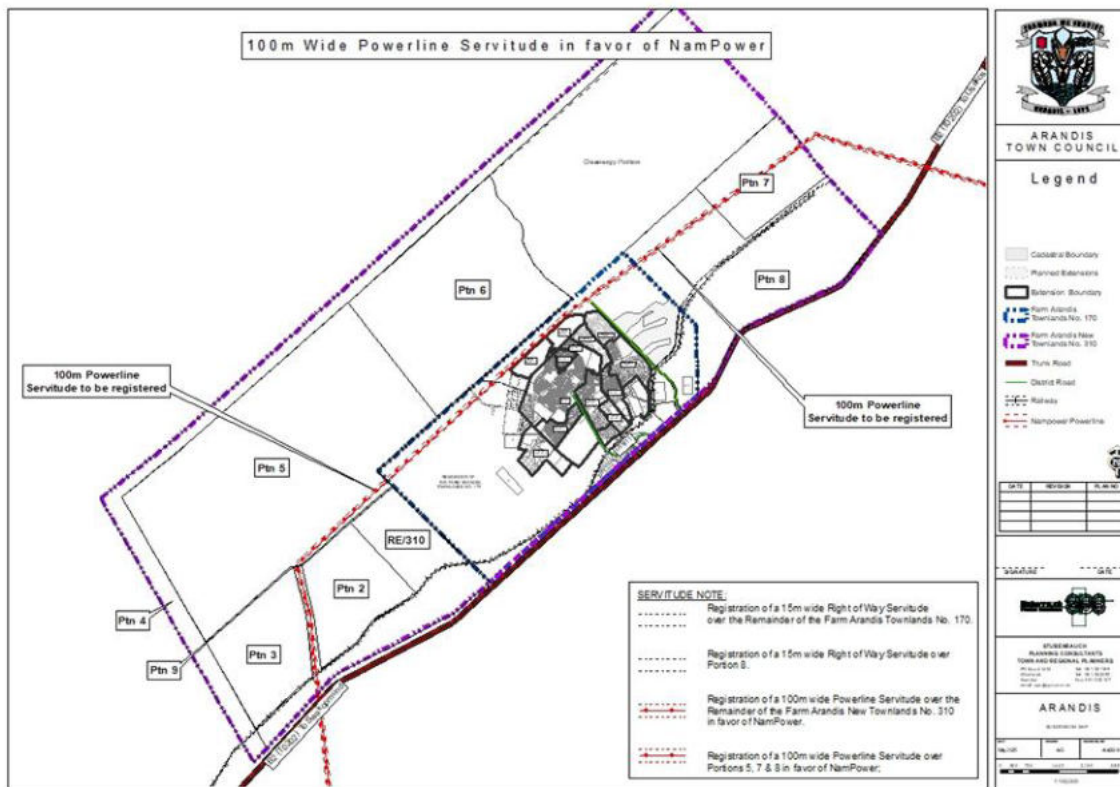 100m Wide Powerline Servitude in favor of NamPower
ARANDIS
TOWN COUNCIL
Legend
Cadastral Boundary
Planned Extensions
Extension Boundary
Farm Arandis
Townlands No. 170
Farm Arandis New
Townlands No. 310
Trunk Road
District Road
Railway
Nampower Powerline
DATE
REVISION
SIGNATURE
DATE
STUBENRAUCH
PLANNING CONSULTANTS
TOWN AND REGIONAL PLANNERS
ARANDIS
Ptn 7
Ptn 8
Ptn 6
100m Powerline
Servitude to be registered
100m Powerline
Servitude to be registered
Ptn 5
RE/310
Ptn 2
Ptn 4
Ptn 3
Ptn 9
SERVITUDE NOTE:
Registration of a 15m wide Right of Way Servitude
over the Remainder of the Farm Arandis Townlands No. 170.
Registration of a 15m wide Right of Way Servitude over
Portion 8.
Registration of a 100m wide Powerline Servitude over the
Remainder of the Farm Arandis New Townlands No. 310
in favor of NamPower.
Registration of a 100m wide Powerline Servitude over
Portions 5, 7 & 8 in favor of NamPower;